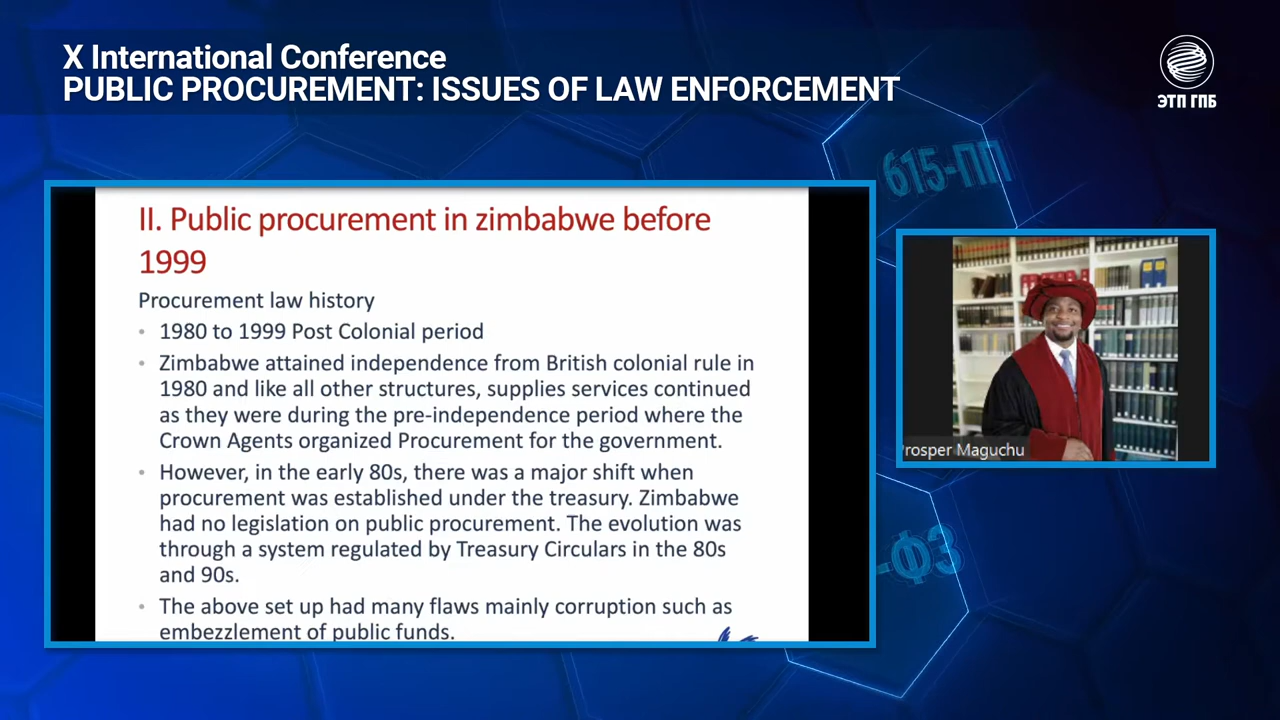 X International Conference
PUBLIC PROCUREMENT: ISSUES OF LAW ENFORCEMENT
ЭТП ГПБ
615-ПП
II. Public procurement in zimbabwe before
1999
Procurement law history
• 1980 to 1999 Post Colonial period
• Zimbabwe attained independence from British colonial rule in
1980 and like all other structures, supplies services continued
as they were during the pre-independence period where the
Crown Agents organized Procurement for the government.
• However, in the early 80s, there was a major shift when
procurement was established under the treasury. Zimbabwe
had no legislation on public procurement. The evolution was
through a system regulated by Treasury Circulars in the 80s
and 90s.
• The above set up had many flaws mainly corruption such as
embezzlement of public funds.
rosper Maguchu
-ФЗ